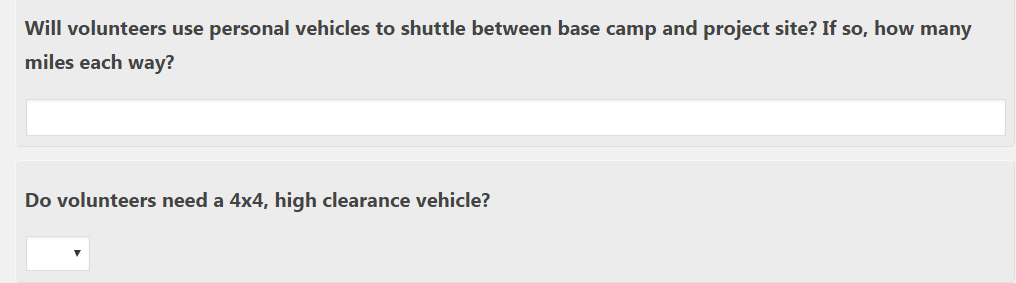 Will volunteers use personal vehicles to shuttle between base camp and project site? If so, how many
miles each way?
Do volunteers need a 4x4, high clearance vehicle?